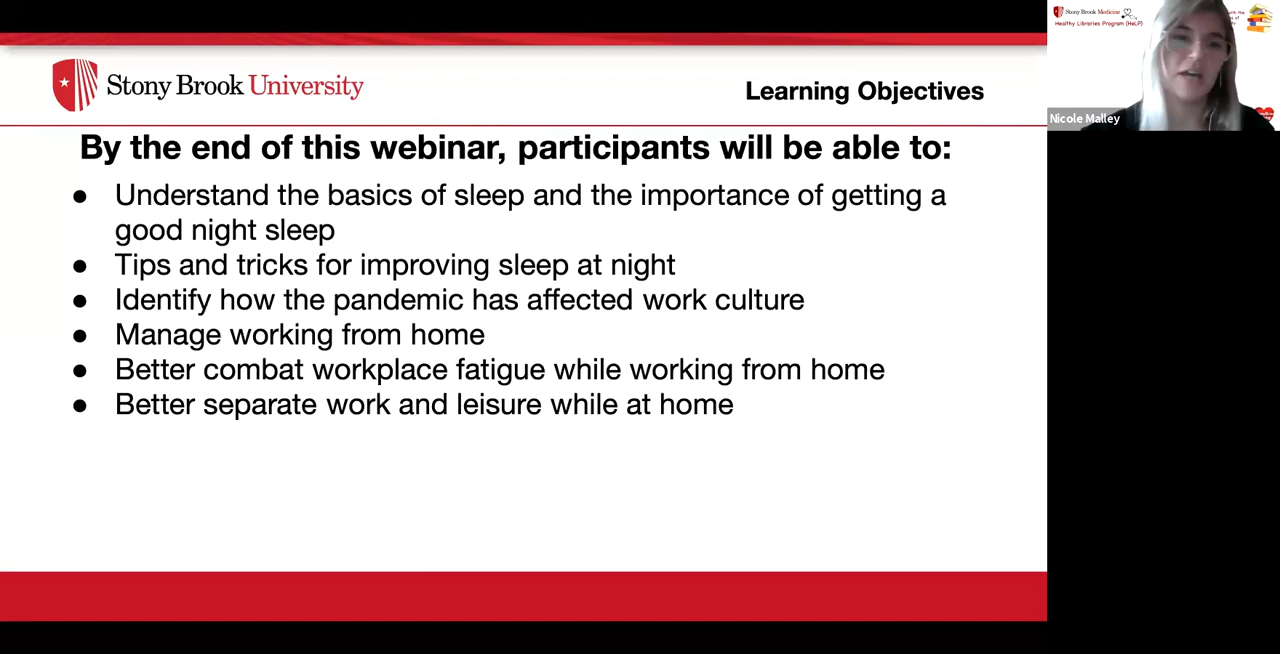 Stony Brook University
Learning Objectives
By the end of this webinar, participants will be able to:
● Understand the basics of sleep and the importance of getting a
good night sleep
● Tips and tricks for improving sleep at night
● Identify how the pandemic has affected work culture
● Manage working from home
● Better combat workplace fatigue while working from home
● Better separate work and leisure while at home
Stony Brook Medicine
Healthy Libraries Program (HeLP)
with the
Nicole Malley